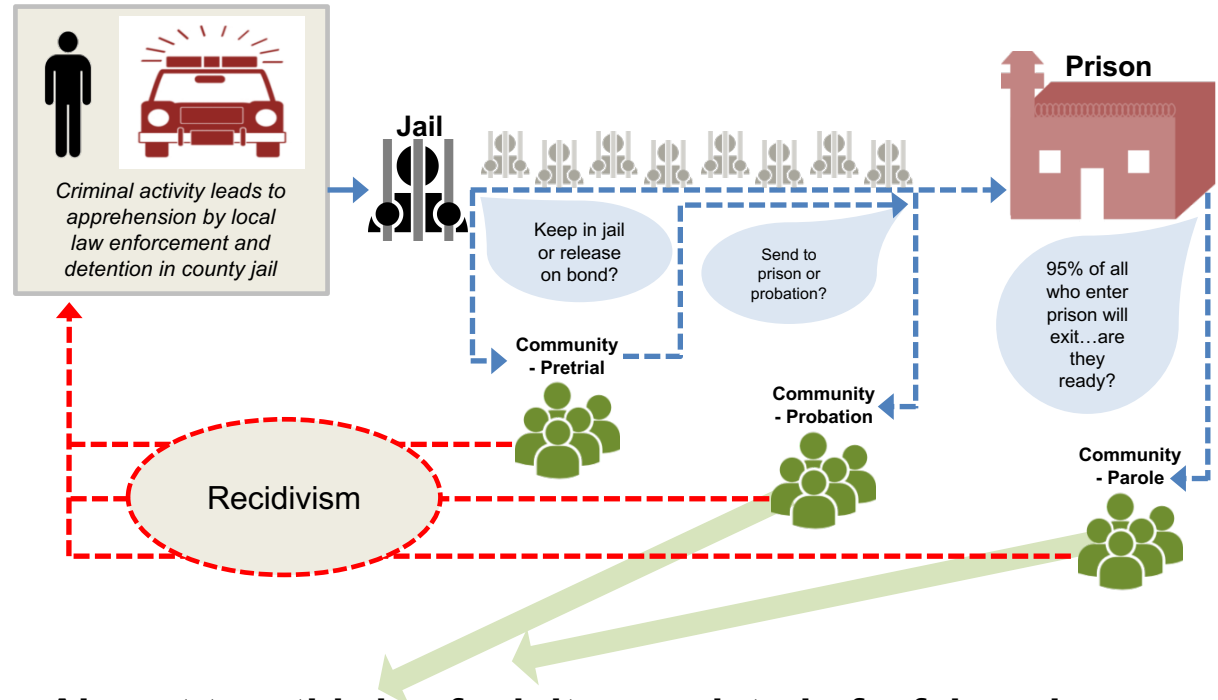 Criminal activity leads to
apprehension by local
law enforcement and
detention in county jail
Jail
Keep in jail
or release
on bond?
Send to
prison or
probation?
Prison
95% of all
who enter
prison will
exit…are
they
ready?
Community
- Pretrial
Community
- Probation
Community
- Parole
Recidivism